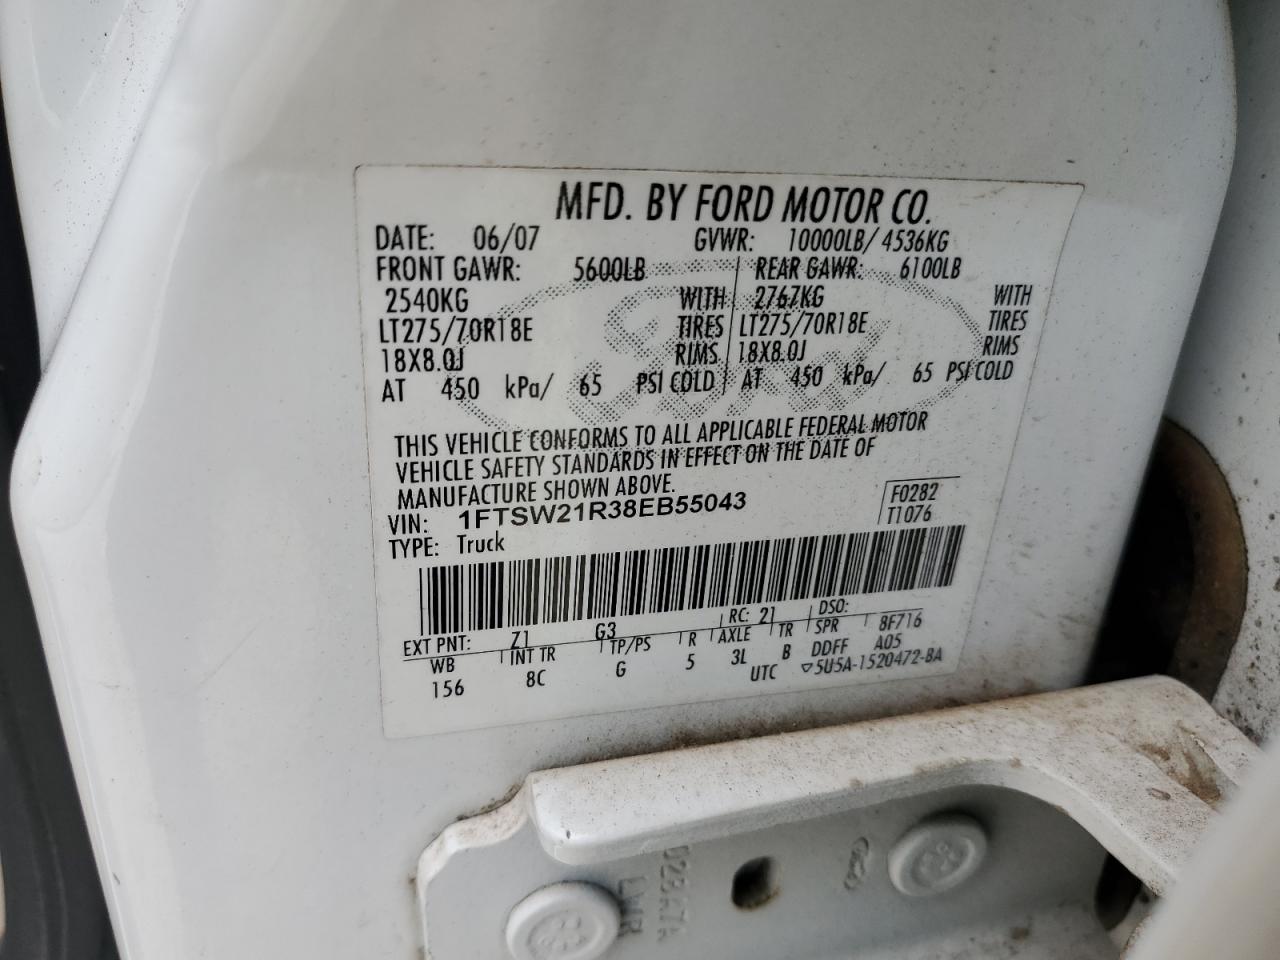 MFD. BY FORD MOTOR CO.
DATE: 06/07 GVWR: 10000LB/ 4536KG
FRONT GAWR: 5600LB REAR GAWR: 6100LB
2540KG WITH 2767KG WITH
LT275/70R18E TIRES LT275/70R18E TIRES
18X8.0J RIMS 18X8.0J RIMS
AT 450 kPa/ 65 PSI COLD AT 450 kPa/ 65 PSI COLD
THIS VEHICLE CONFORMS TO ALL APPLICABLE FEDERAL MOTOR
VEHICLE SAFETY STANDARDS IN EFFECT ON THE DATE OF
MANUFACTURE SHOWN ABOVE.
VIN: 1FTSW21R38EB55043 F0282
TYPE: Truck T1076
EXT PNT: Z1 G3 RC: 21 DSO:
WB INT TR TP/PS R AXLE TR SPR 8F716
156 8C G 5 3L B DDFF A05
UTC ▽5U5A-1520472-BA